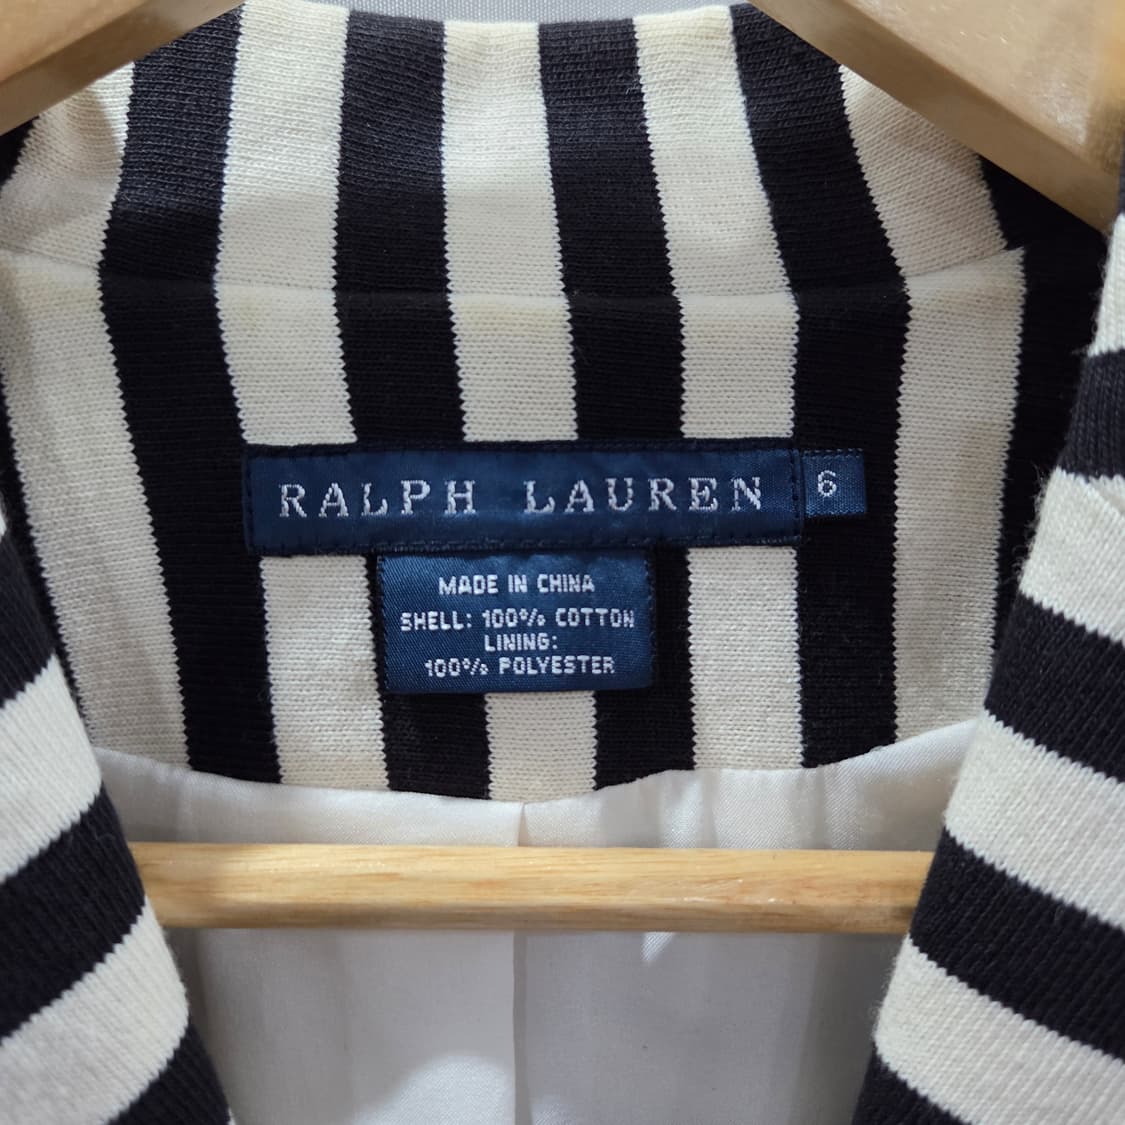 RALPH LAUREN
6
MADE IN CHINA
SHELL: 100% COTTON
LINING:
100% POLYESTER